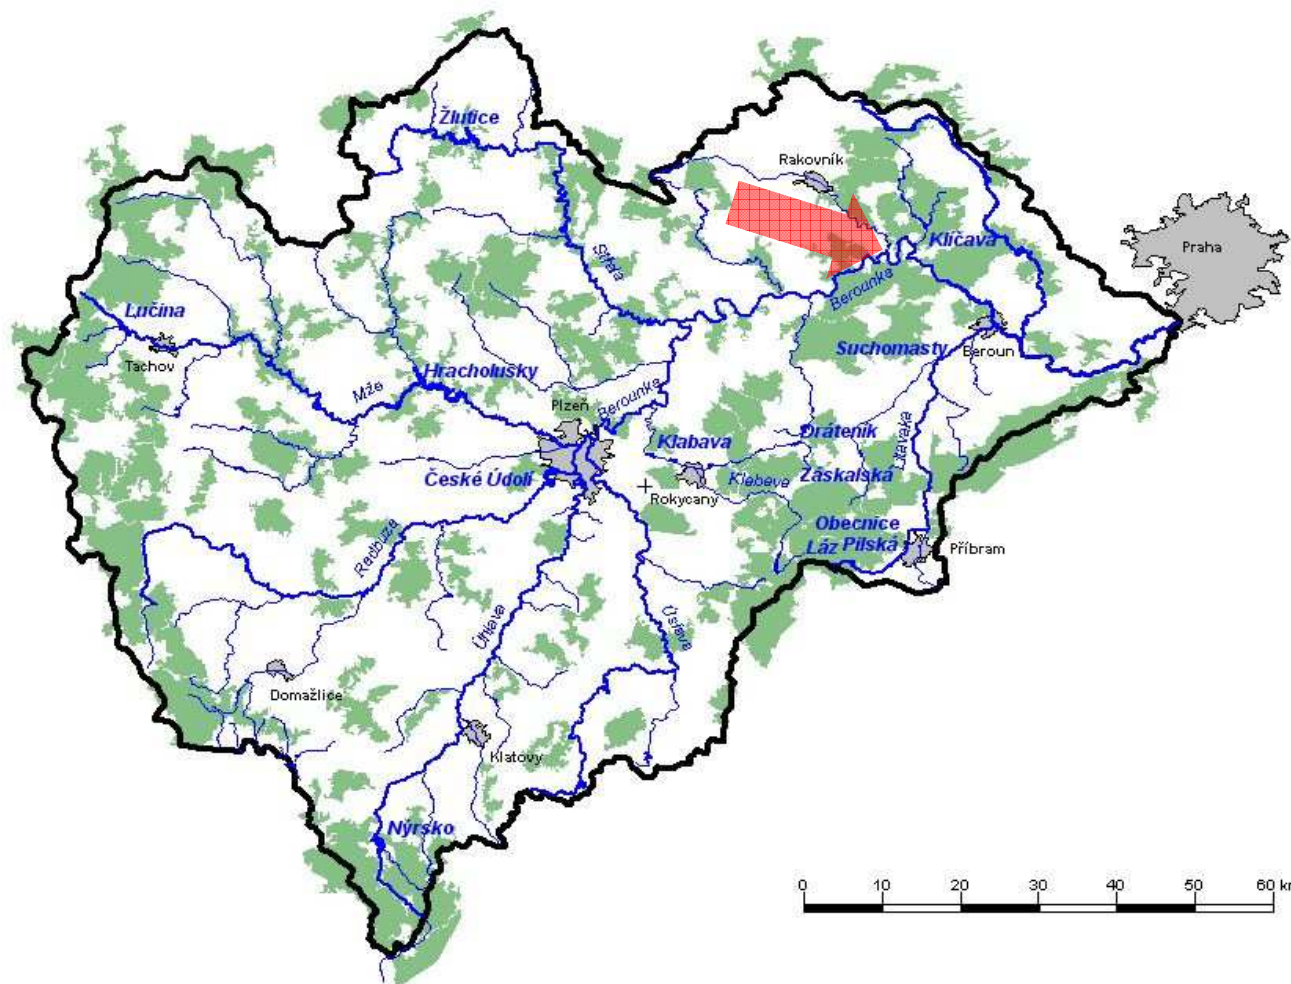 Žlutice
Rakovník
Praha
Klíčava
Střela
Berounka
Lučina
Tachov
Suchomasty
Beroun
Hracholusky
Mže
Berounka
Plzeň
Litavaka
Klabava
Dráteník
České Údolí
Klebava
Záskalská
Rokycany
Radbuza
Obecnice
Láz Pilská
Příbram
Úhlava
Úslava
Domažlice
Klatovy
Nýrsko
0 10 20 30 40 50 60 km